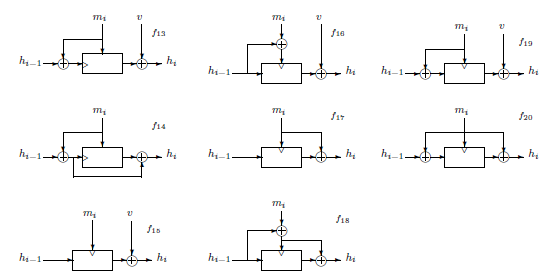 m_i v f_13
h_{i−1} h_i
m_i v f_16
h_{i−1} h_i
m_i v f_19
h_{i−1} h_i
m_i f_14
h_{i−1} h_i
m_i f_17
h_{i−1} h_i
m_i f_20
h_{i−1} h_i
m_i v f_15
h_{i−1} h_i
m_i f_18
h_{i−1} h_i